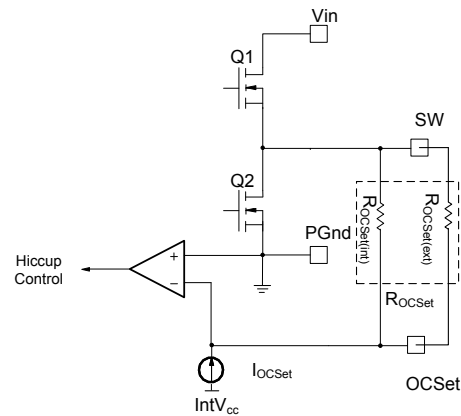 Vin
Q1
SW
Q2
ROCSet(int)
ROCSet(ext)
PGnd
Hiccup
Control
+
−
ROCSet
IOCSet
OCSet
IntVcc